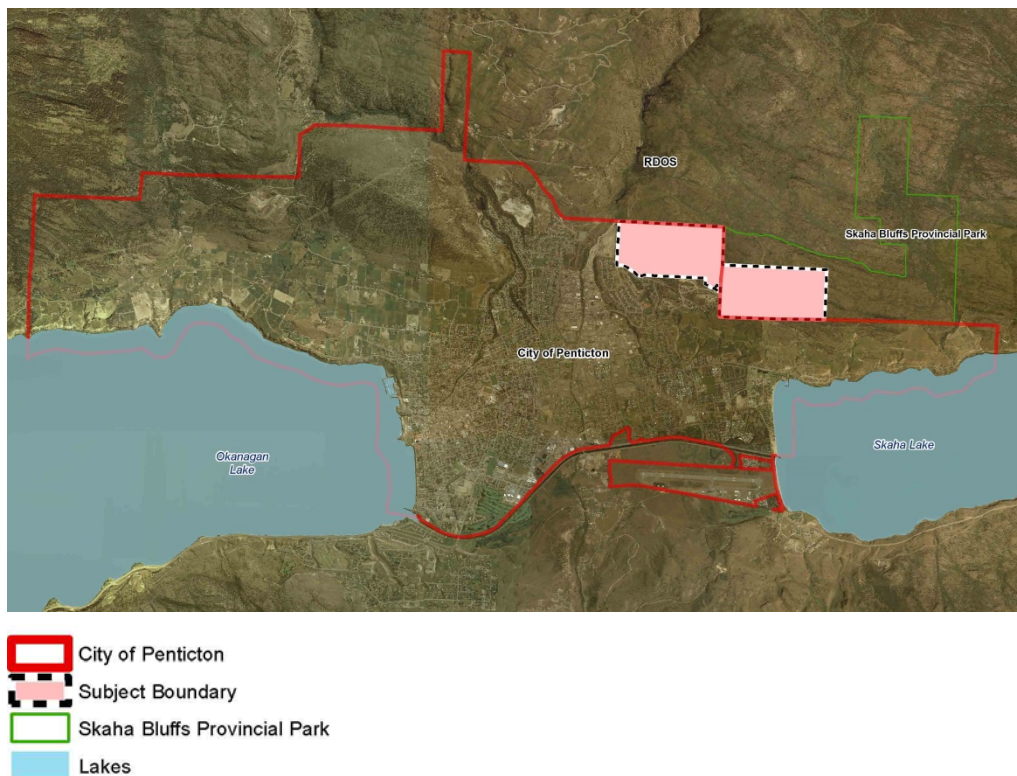 RDOS
Skaha Bluffs Provincial Park
City of Penticton
Okanagan
Lake
Skaha Lake
City of Penticton
Subject Boundary
Skaha Bluffs Provincial Park
Lakes